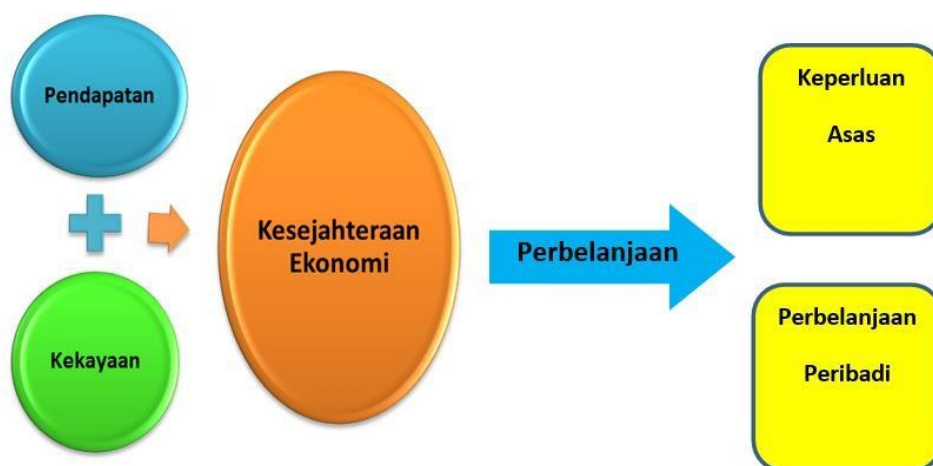 Pendapatan
Kekayaan
Kesejahteraan
Ekonomi
Perbelanjaan
Keperluan
Asas
Perbelanjaan
Peribadi